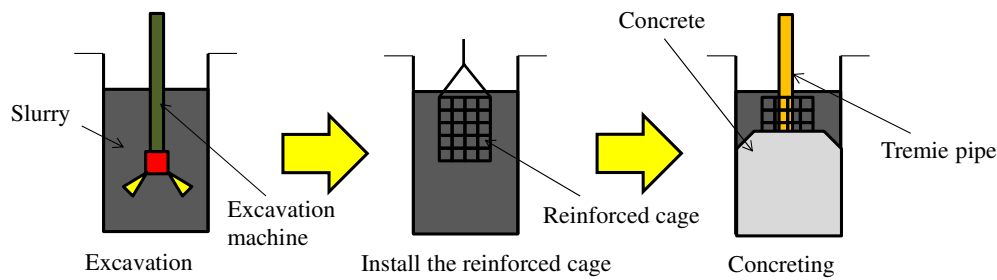 Concrete
Slurry
Tremie pipe
Excavation
machine
Reinforced cage
Excavation
Install the reinforced cage
Concreting